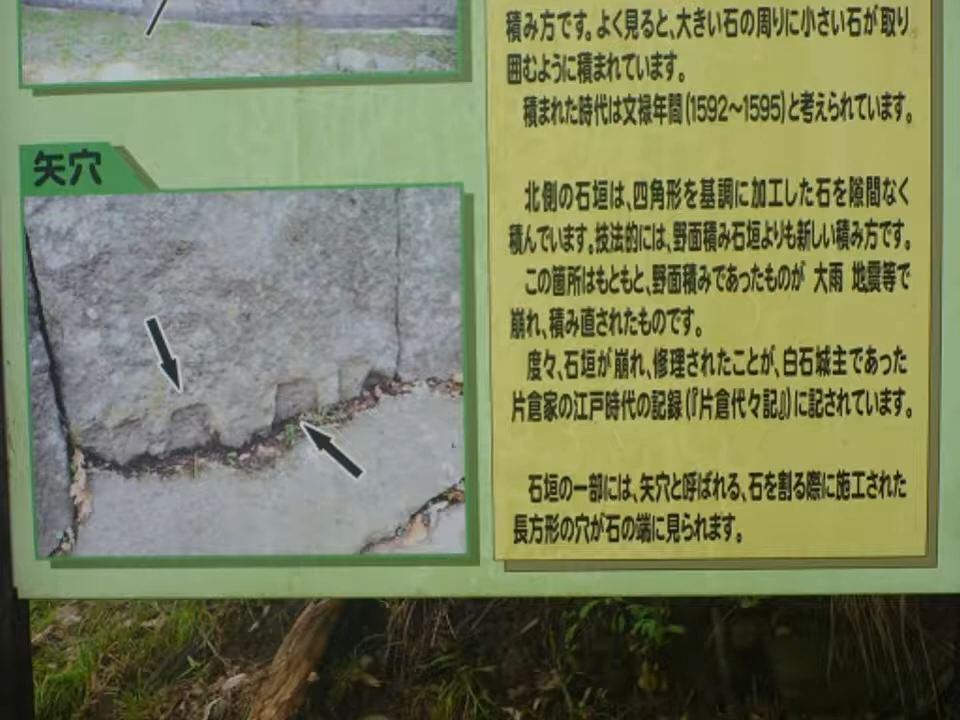 矢穴
積み方です。よく見ると、大きい石の周りに小さい石が取り
囲むように積まれています。
積まれた時代は文禄年間(1592～1595)と考えられています。
北側の石垣は、四角形を基調に加工した石を隙間なく
積んでいます。技法的には、野面積み石垣よりも新しい積み方です。
この箇所はもともと、野面積みであったものが 大雨 地震等で
崩れ、積み直されたものです。
度々、石垣が崩れ、修理されたことが、白石城主であった
片倉家の江戸時代の記録(『片倉代々記』)に記されています。
石垣の一部には、矢穴と呼ばれる、石を割る際に施工された
長方形の穴が石の端に見られます。